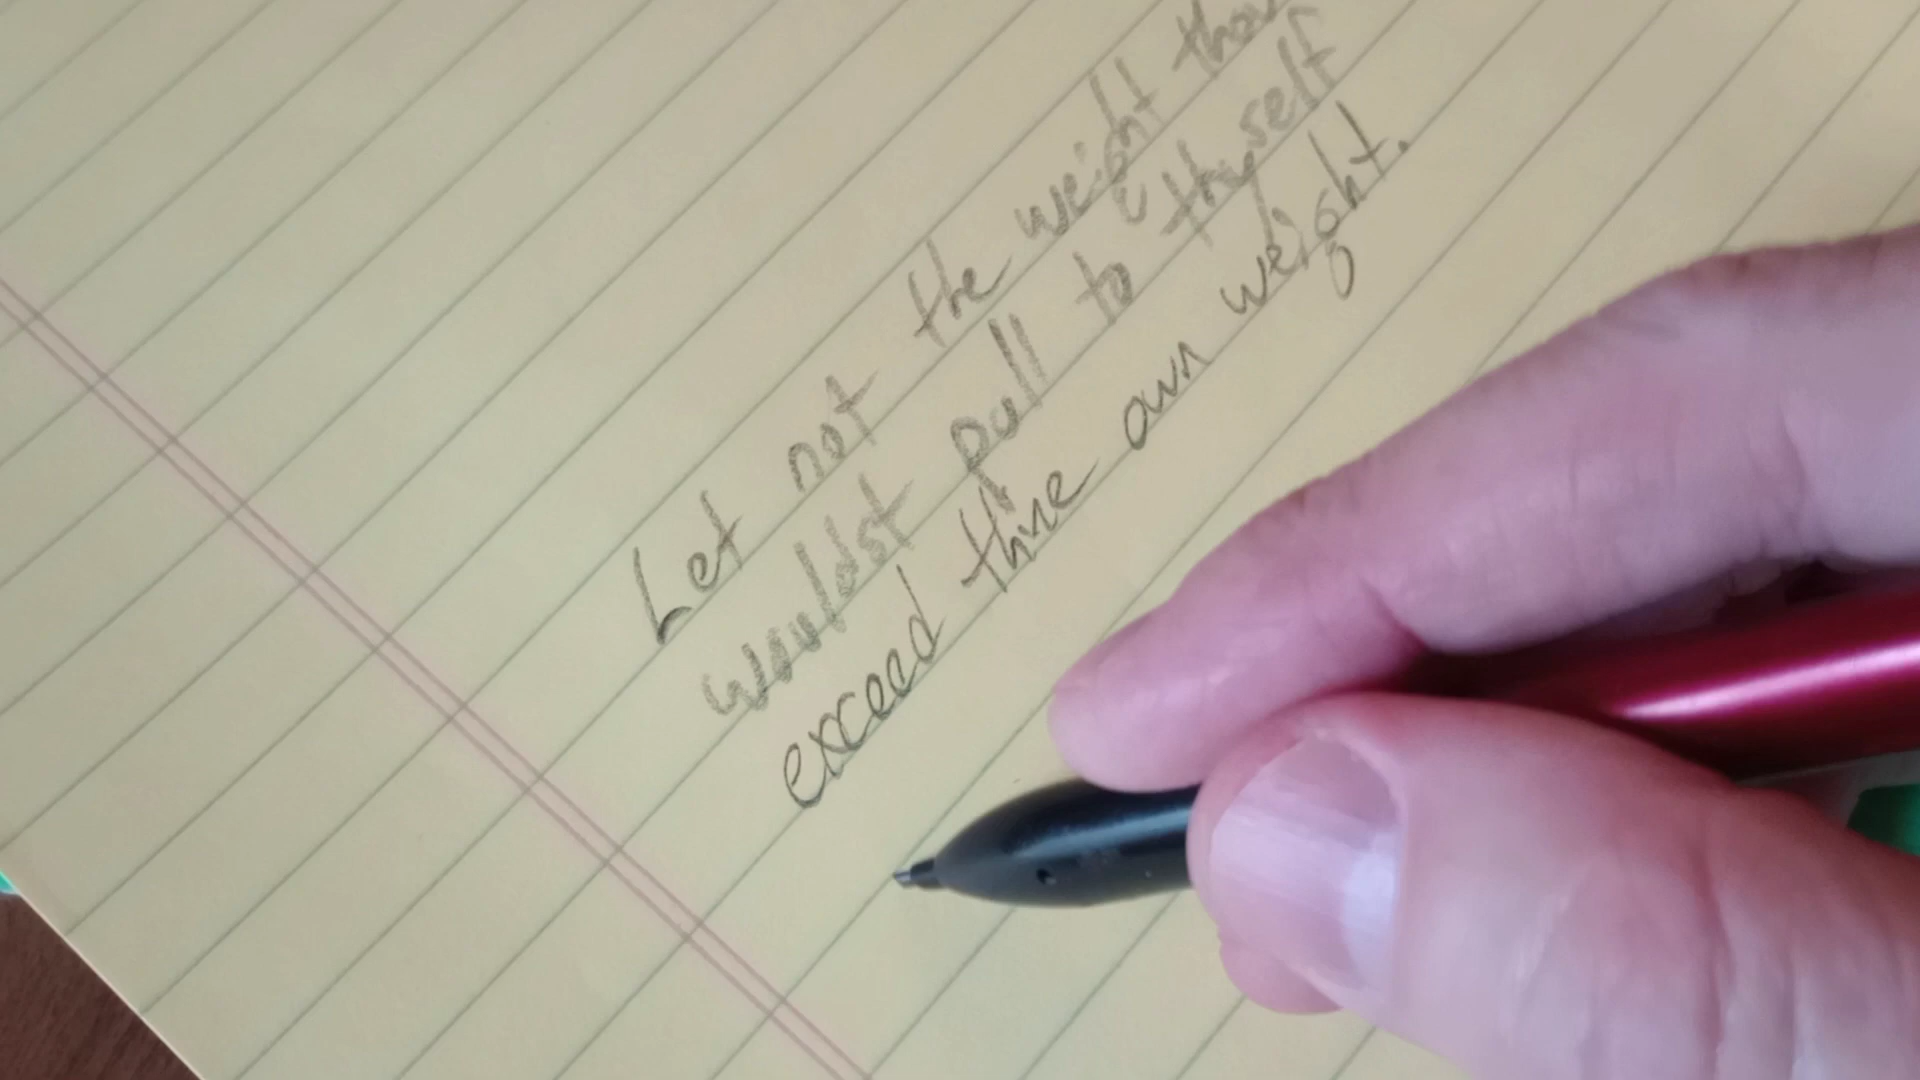 Let not the weight thou
wouldst pull to thyself
exceed thine own weight.